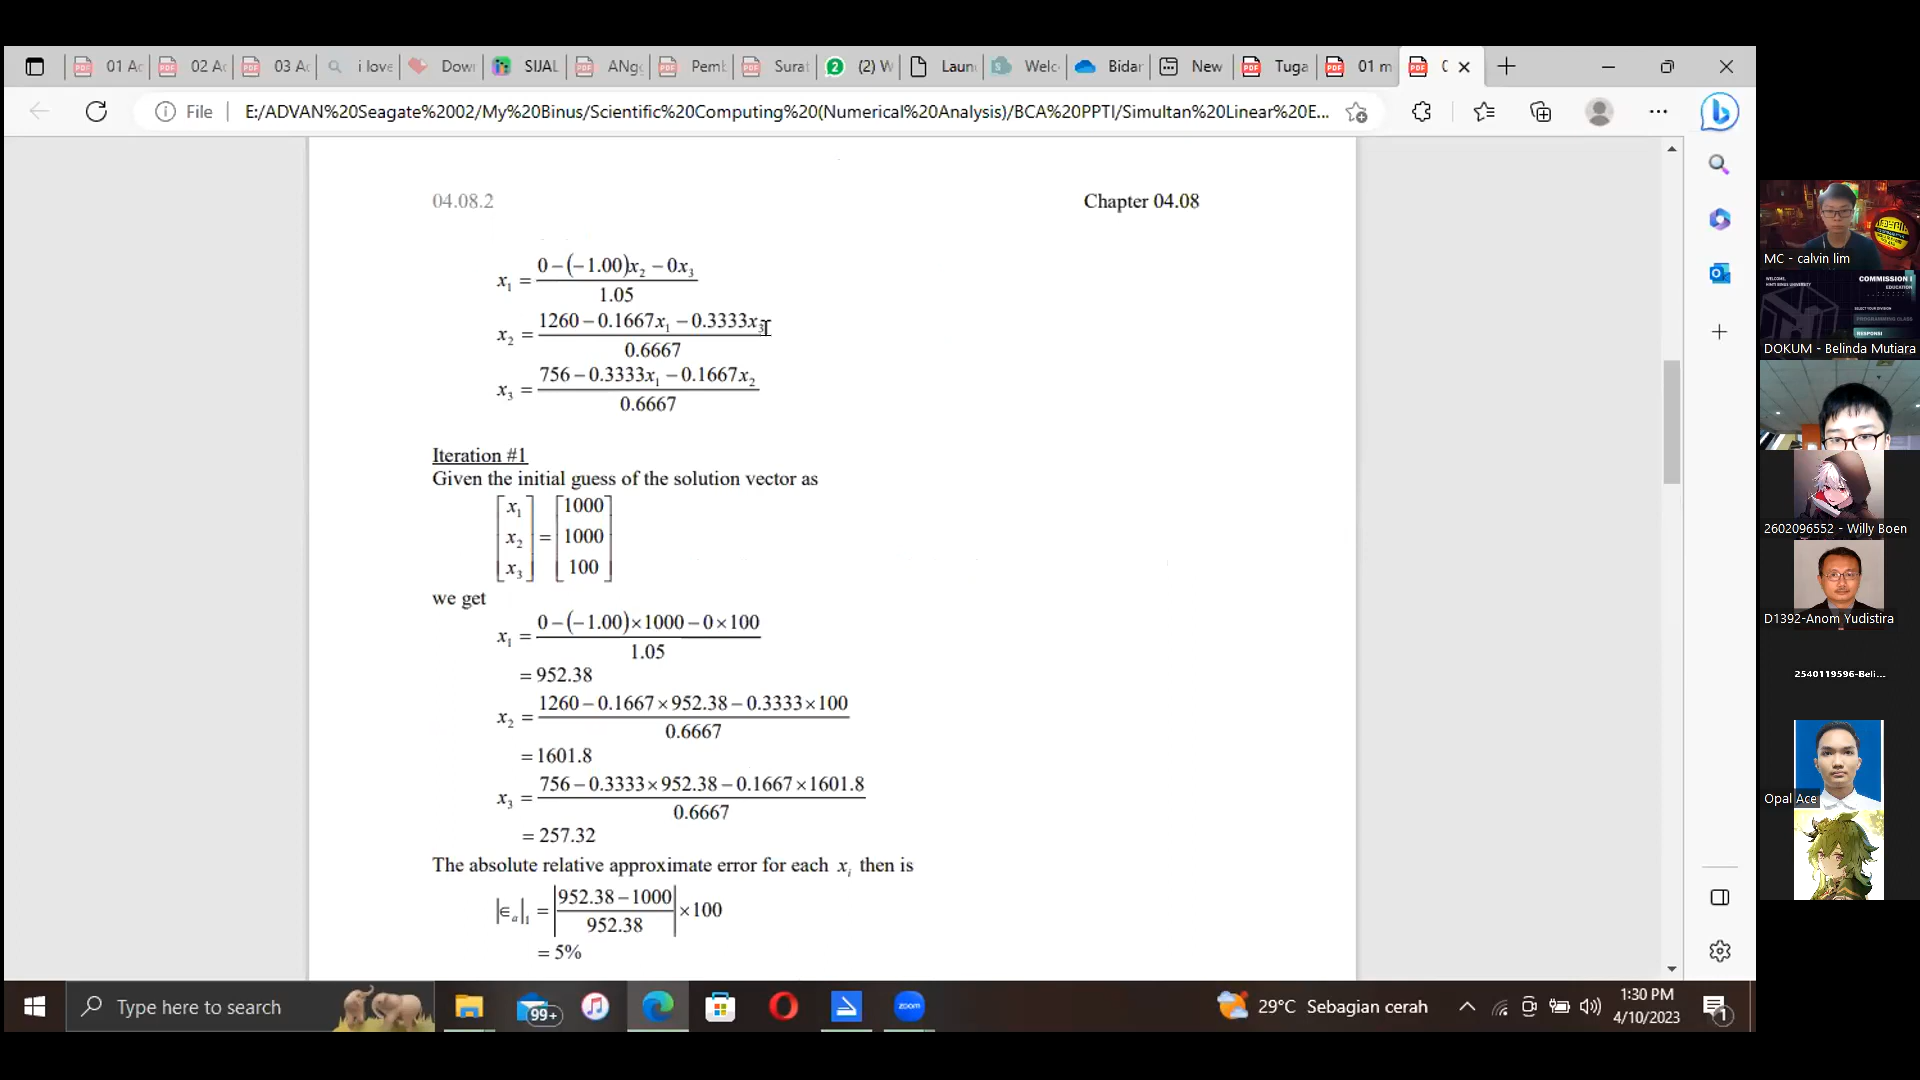 01 Ac
02 Ac
03 Ac
i love
Dowr
SIJAL
ANg
Pemb
Surat
(2) W
Laun
Welc
Bidar
New
Tuga
01 m
File
E:/ADVAN%20Seagate%2002/My%20Binus/Scientific%20Computing%20(Numerical%20Analysis)/BCA%20PPTI/Simultan%20Linear%20E...
04.08.2 Chapter 04.08
x₁ = (0 − (−1.00)x₂ − 0x₃) / 1.05
x₂ = (1260 − 0.1667x₁ − 0.3333x₃) / 0.6667
x₃ = (756 − 0.3333x₁ − 0.1667x₂) / 0.6667
Iteration #1
Given the initial guess of the solution vector as
[x₁ x₂ x₃] = [1000 1000 100]
we get
x₁ = (0 − (−1.00)×1000 − 0×100) / 1.05
= 952.38
x₂ = (1260 − 0.1667×952.38 − 0.3333×100) / 0.6667
= 1601.8
x₃ = (756 − 0.3333×952.38 − 0.1667×1601.8) / 0.6667
= 257.32
The absolute relative approximate error for each xᵢ then is
|∈ₐ|₁ = |(952.38 − 1000) / 952.38| ×100
= 5%
MC - calvin lim
COMMISSION I
EDUCATION
RESPONSI
DOKUM - Belinda Mutiara
2602096552 - Willy Boen
D1392-Anom Yudistira
2540119596-Beli...
Opal Ace
Type here to search
99+
zoom
29°C Sebagian cerah
1:30 PM
4/10/2023
1